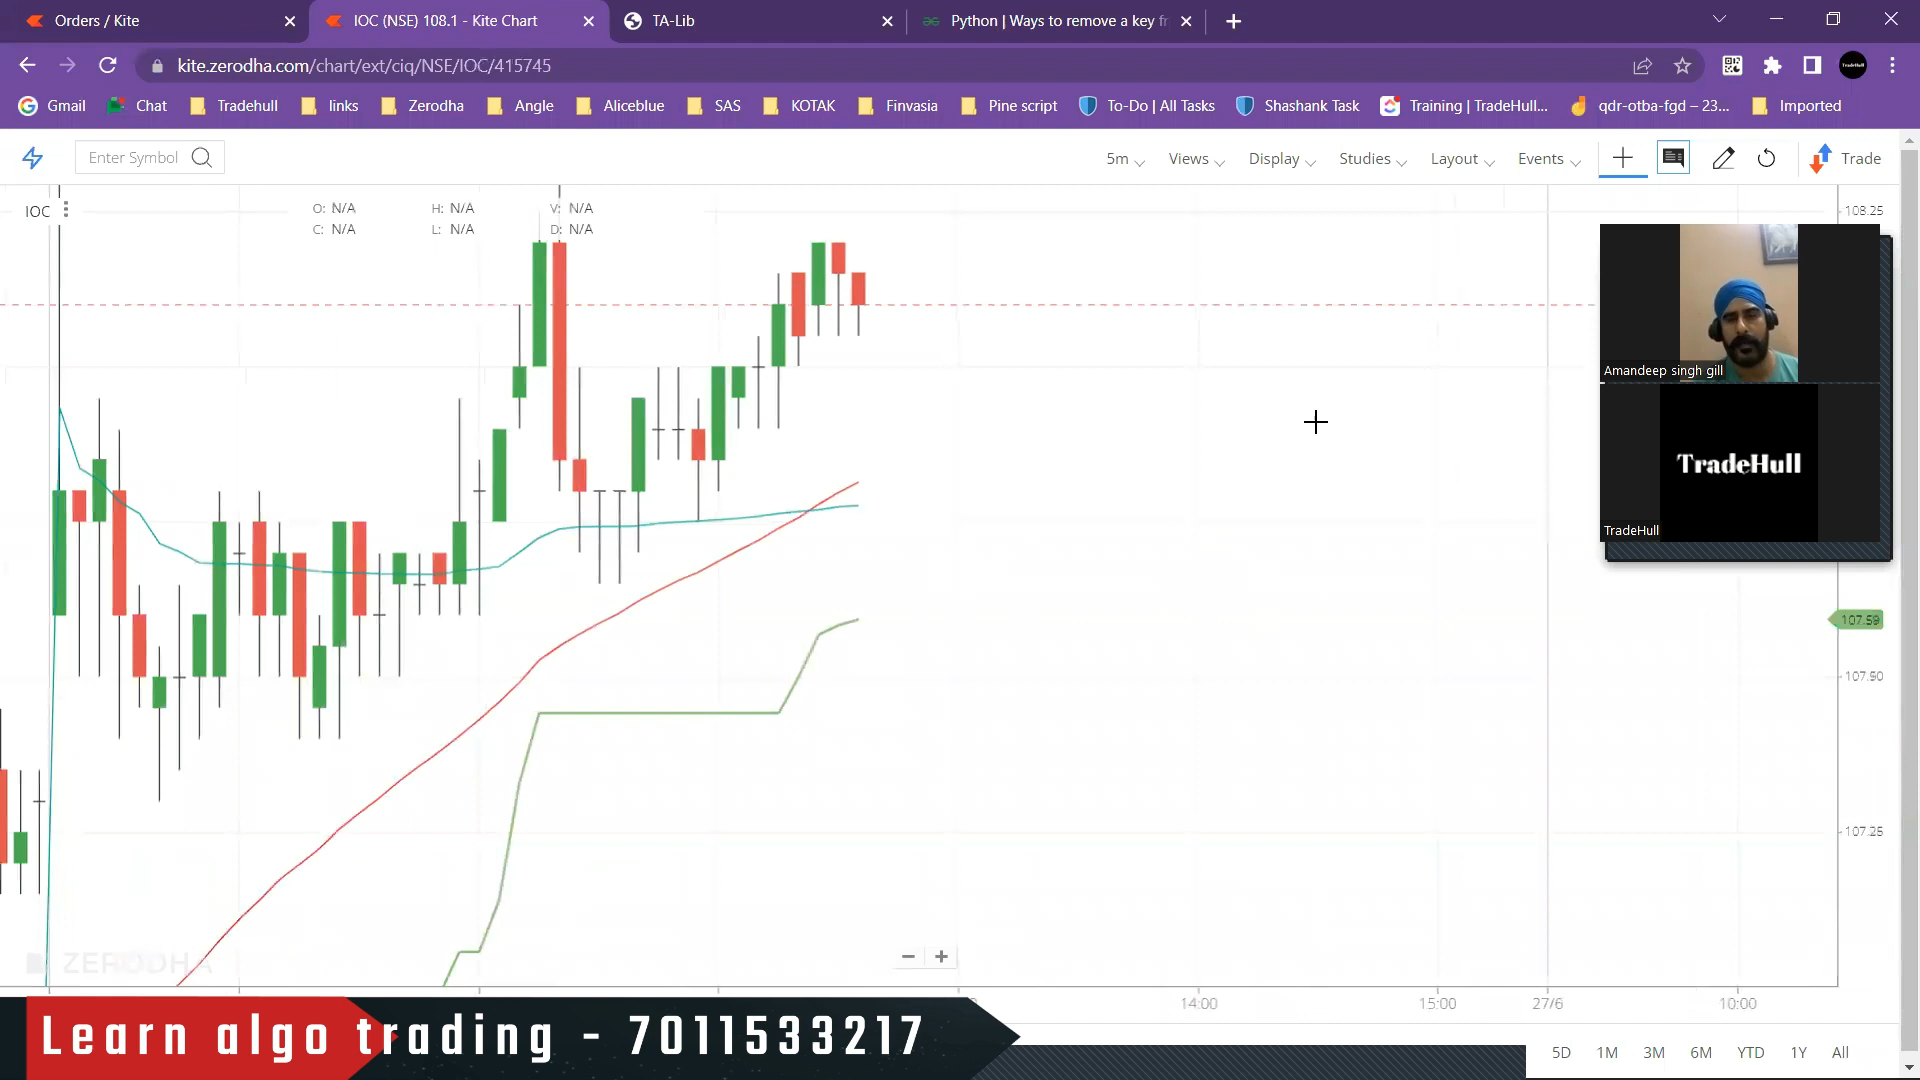 Orders / Kite
IOC (NSE) 108.1 - Kite Chart
TA-Lib
Python | Ways to remove a key fr
kite.zerodha.com/chart/ext/ciq/NSE/IOC/415745
Gmail
Chat
Tradehull
links
Zerodha
Angle
Aliceblue
SAS
KOTAK
Finvasia
Pine script
To-Do | All Tasks
Shashank Task
Training | TradeHull...
qdr-otba-fgd – 23...
Imported
Enter Symbol
5m
Views
Display
Studies
Layout
Events
Trade
IOC
O: N/A
H: N/A
V: N/A
C: N/A
L: N/A
D: N/A
108.25
Amandeep singh gill
TradeHull
TradeHull
107.59
107.50
107.25
ZERODHA
14:00
15:00
27/6
10:00
Learn algo trading - 7011533217
5D
1M
3M
6M
YTD
1Y
All